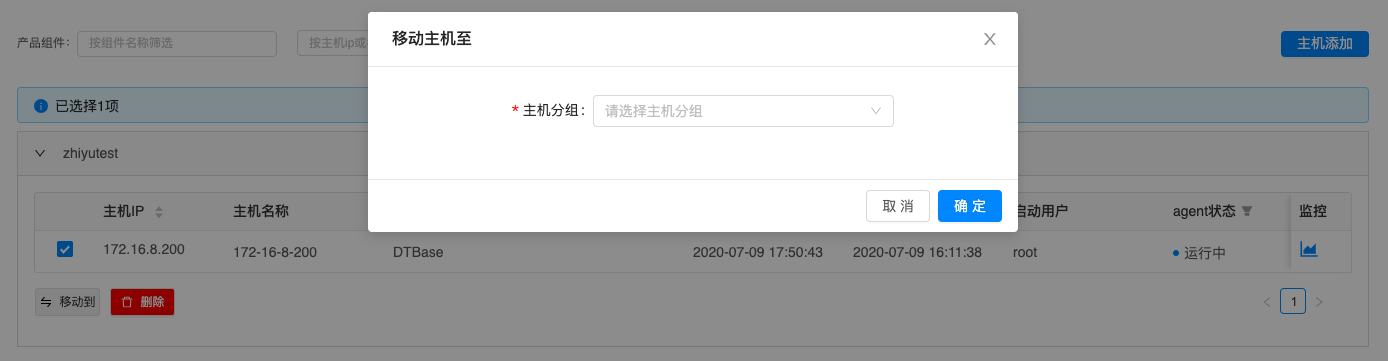 移动主机至
产品组件：
按组件名称筛选
按主机ip或
主机添加
* 主机分组：
请选择主机分组
已选择1项
zhiyutest
取 消
确 定
主机IP
主机名称
启动用户
agent状态
监控
172.16.8.200
172-16-8-200
DTBase
2020-07-09 17:50:43
2020-07-09 16:11:38
root
运行中
移动到
删除
1